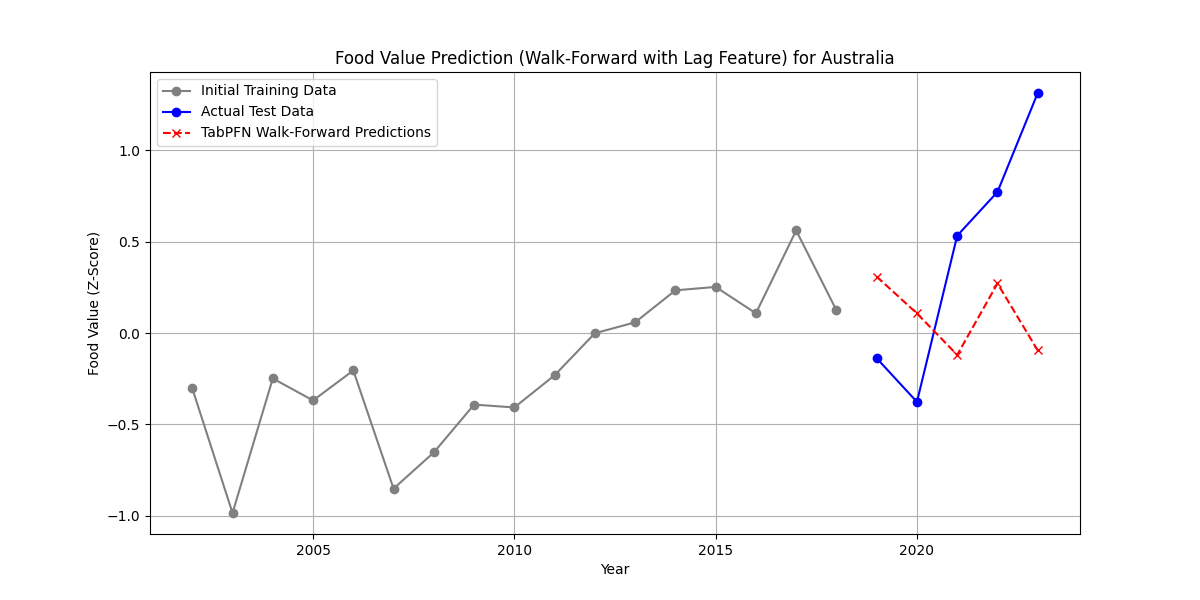 Food Value Prediction (Walk-Forward with Lag Feature) for Australia
Initial Training Data
Actual Test Data
TabPFN Walk-Forward Predictions
Food Value (Z-Score)
1.0
0.5
0.0
−0.5
−1.0
2005
2010
2015
2020
Year